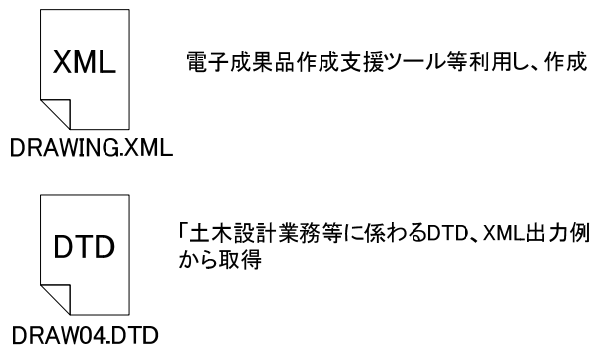 XML
電子成果品作成支援ツール等利用し、作成
DRAWING.XML
DTD
「土木設計業務等に係わるDTD、XML出力例
から取得
DRAW04.DTD